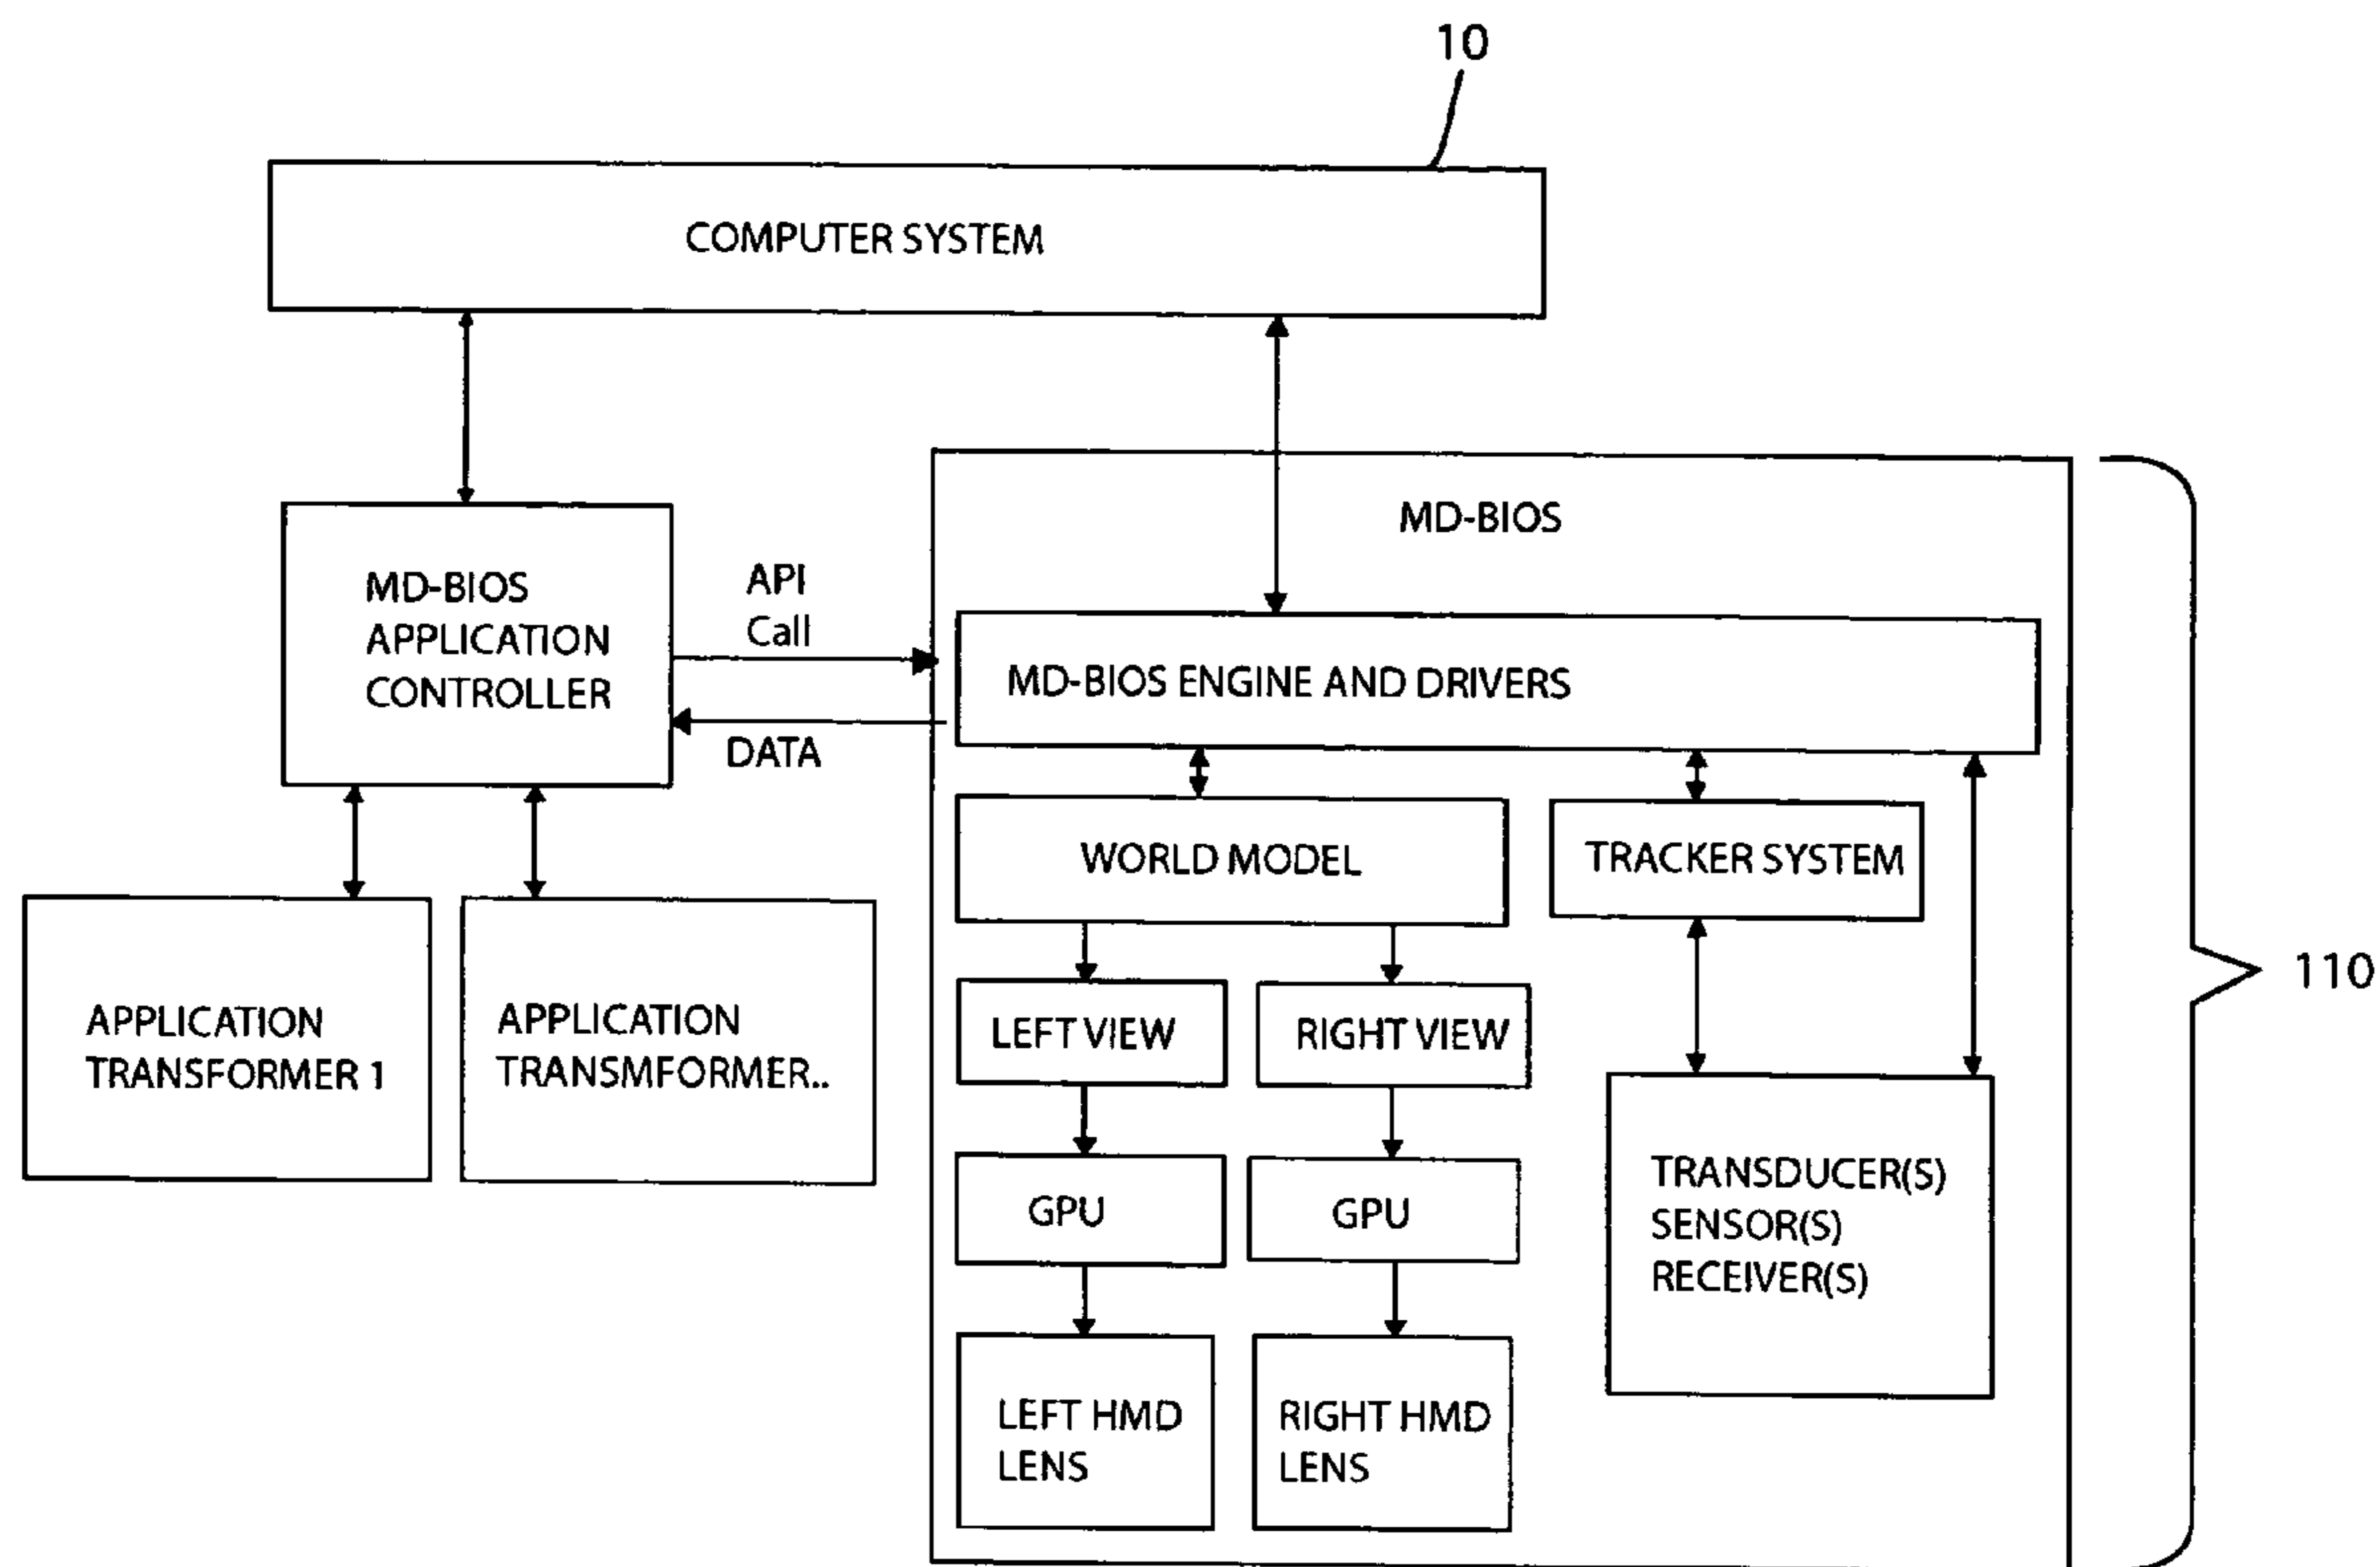 10
COMPUTER SYSTEM
MD-BIOS
MD-BIOS
APPLICATION
CONTROLLER
API
Call
DATA
MD-BIOS ENGINE AND DRIVERS
WORLD MODEL
TRACKER SYSTEM
APPLICATION
TRANSFORMER 1
APPLICATION
TRANSMFORMER..
LEFT VIEW
RIGHT VIEW
110
GPU
GPU
TRANSDUCER(S)
SENSOR(S)
RECEIVER(S)
LEFT HMD
LENS
RIGHT HMD
LENS